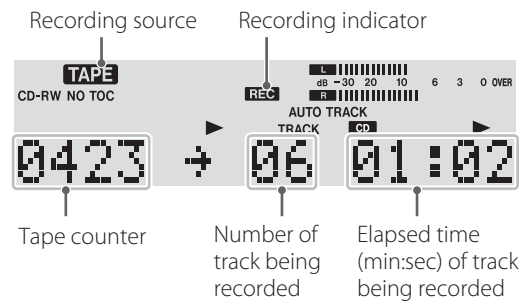 Recording source
Recording indicator
TAPE
L
dB -30 20 10 6 3 0 OVER
CD-RW NO TOC
REC
R
AUTO TRACK
TRACK CD
0423 → 06 01:02
Tape counter
Number of
track being
recorded
Elapsed time
(min:sec) of track
being recorded